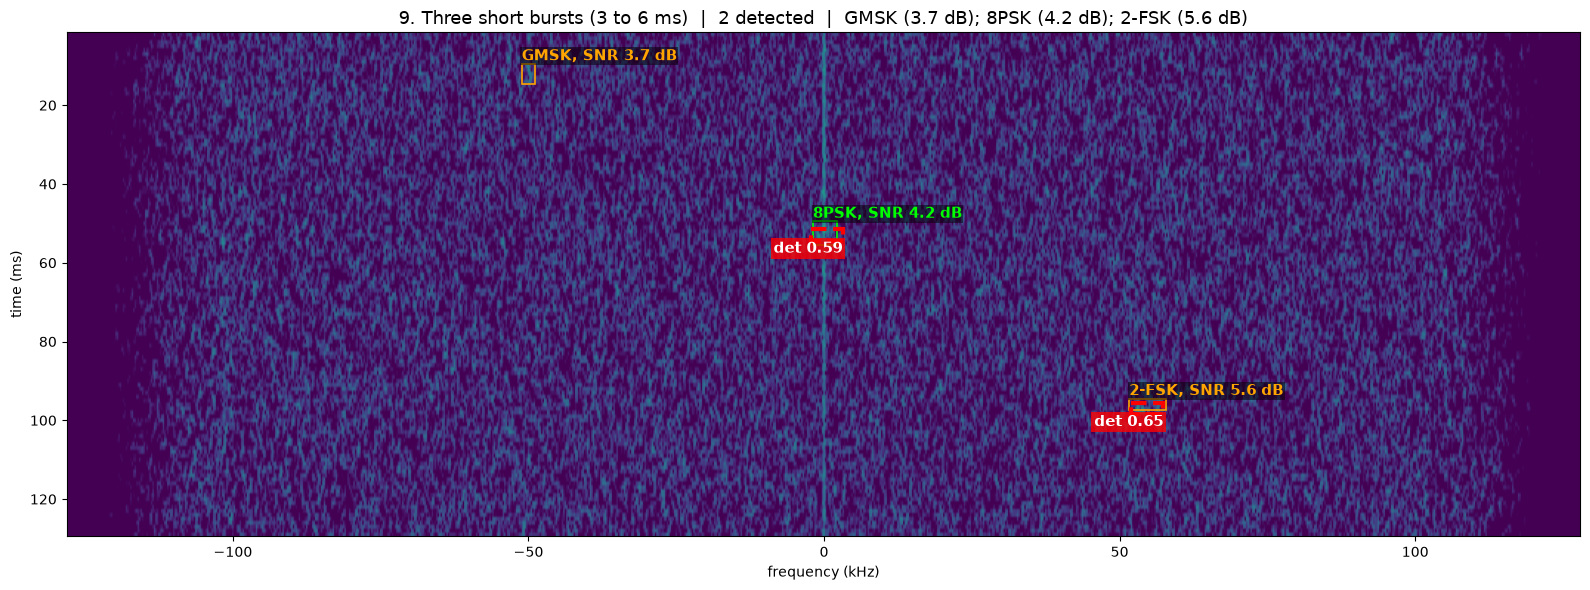 9. Three short bursts (3 to 6 ms)  |  2 detected  |  GMSK (3.7 dB); 8PSK (4.2 dB); 2-FSK (5.6 dB)
GMSK, SNR 3.7 dB
20
40
8PSK, SNR 4.2 dB
det 0.59
60
time (ms)
80
2-FSK, SNR 5.6 dB
100
det 0.65
120
−100
−50
0
50
100
frequency (kHz)